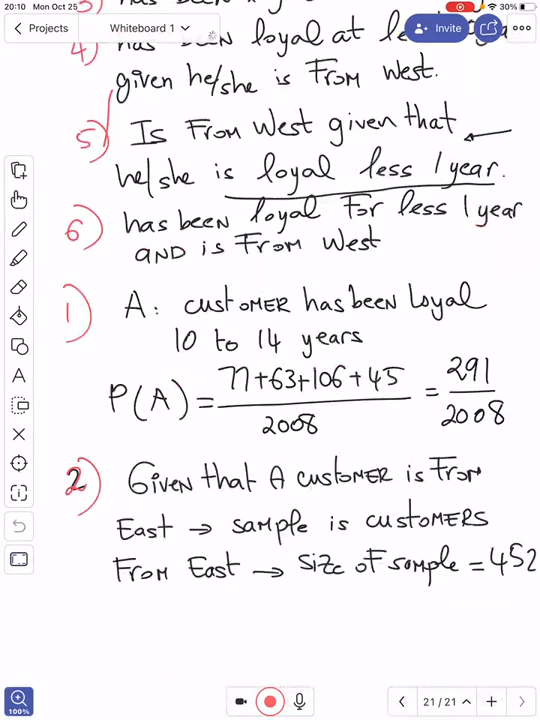 20:10 Mon Oct 25
30%
Projects
Whiteboard 1
Invite
3) has been
4) has been loyal at
given he/she is From West.
5) Is From West given that
he/she is loyal less 1 year.
6) has been loyal For less 1 year
AND is From West
1) A: customer has been Loyal
10 to 14 years
P(A) = 77+63+106+45 / 2008 = 291 / 2008
2) Given that A customer is From
East → sample is customers
From East → size of sample = 452
A
100%
21/21